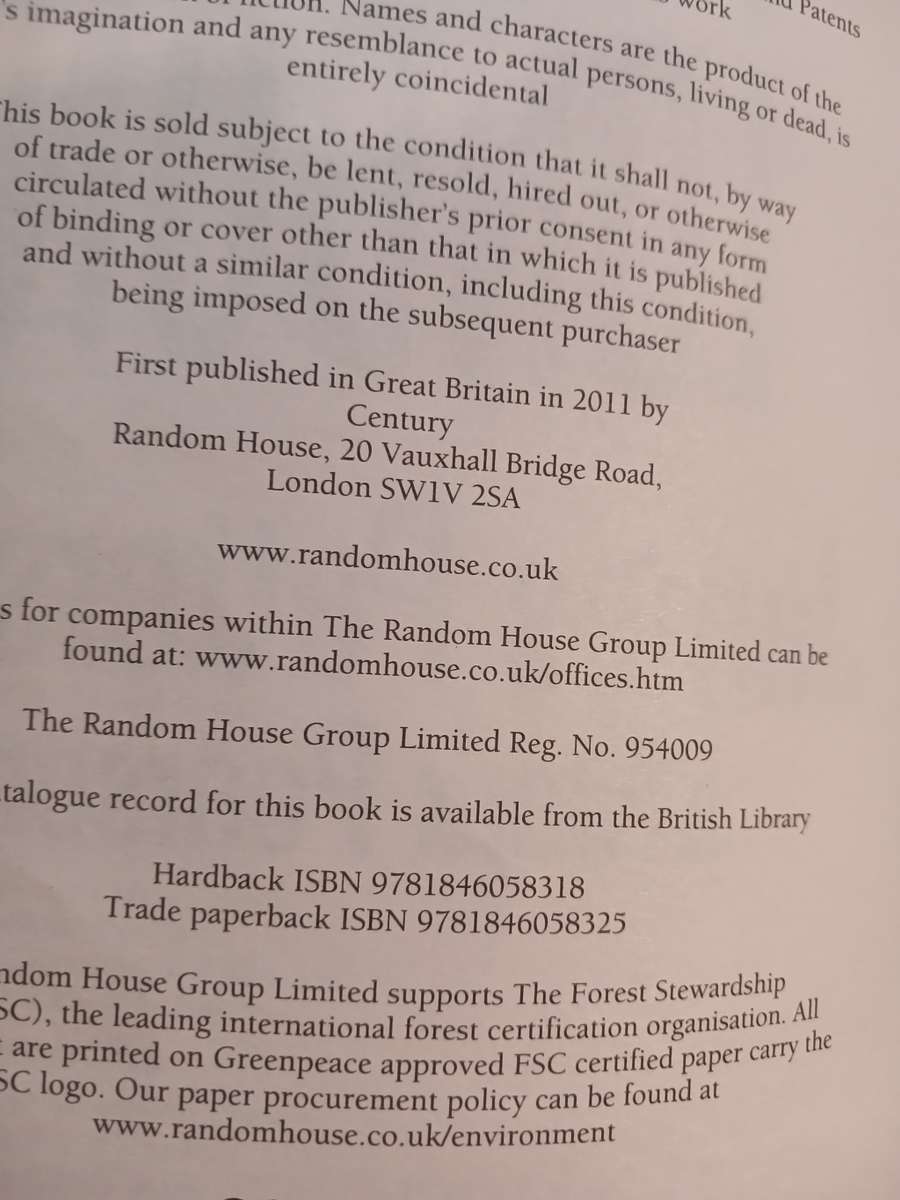 work
Patents
fiction. Names and characters are the product of the
's imagination and any resemblance to actual persons, living or dead, is
entirely coincidental
This book is sold subject to the condition that it shall not, by way
of trade or otherwise, be lent, resold, hired out, or otherwise
circulated without the publisher's prior consent in any form
of binding or cover other than that in which it is published
and without a similar condition, including this condition,
being imposed on the subsequent purchaser
First published in Great Britain in 2011 by
Century
Random House, 20 Vauxhall Bridge Road,
London SW1V 2SA
www.randomhouse.co.uk
s for companies within The Random House Group Limited can be
found at: www.randomhouse.co.uk/offices.htm
The Random House Group Limited Reg. No. 954009
talogue record for this book is available from the British Library
Hardback ISBN 9781846058318
Trade paperback ISBN 9781846058325
ndom House Group Limited supports The Forest Stewardship
SC), the leading international forest certification organisation. All
are printed on Greenpeace approved FSC certified paper carry the
SC logo. Our paper procurement policy can be found at
www.randomhouse.co.uk/environment